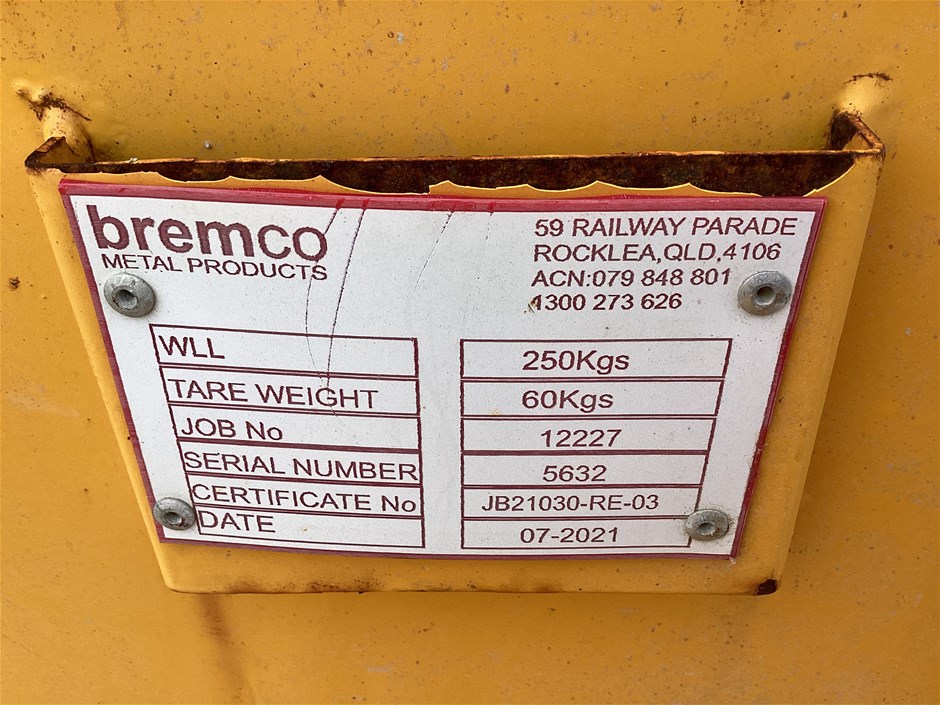 bremco
METAL PRODUCTS
59 RAILWAY PARADE
ROCKLEA,QLD,4106
ACN:079 848 801
1300 273 626
WLL 250Kgs
TARE WEIGHT 60Kgs
JOB No 12227
SERIAL NUMBER 5632
CERTIFICATE No JB21030-RE-03
DATE 07-2021